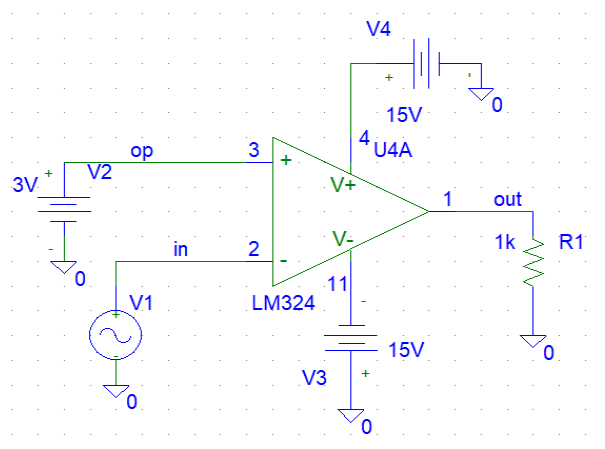 V4
+ -
0
15V
4 U4A
op 3 +
V+
+ V2
3V
-
0
1 out
1k R1
in 2 -
V-
11
LM324
V1
+
-
0
-
15V
V3 +
0
0